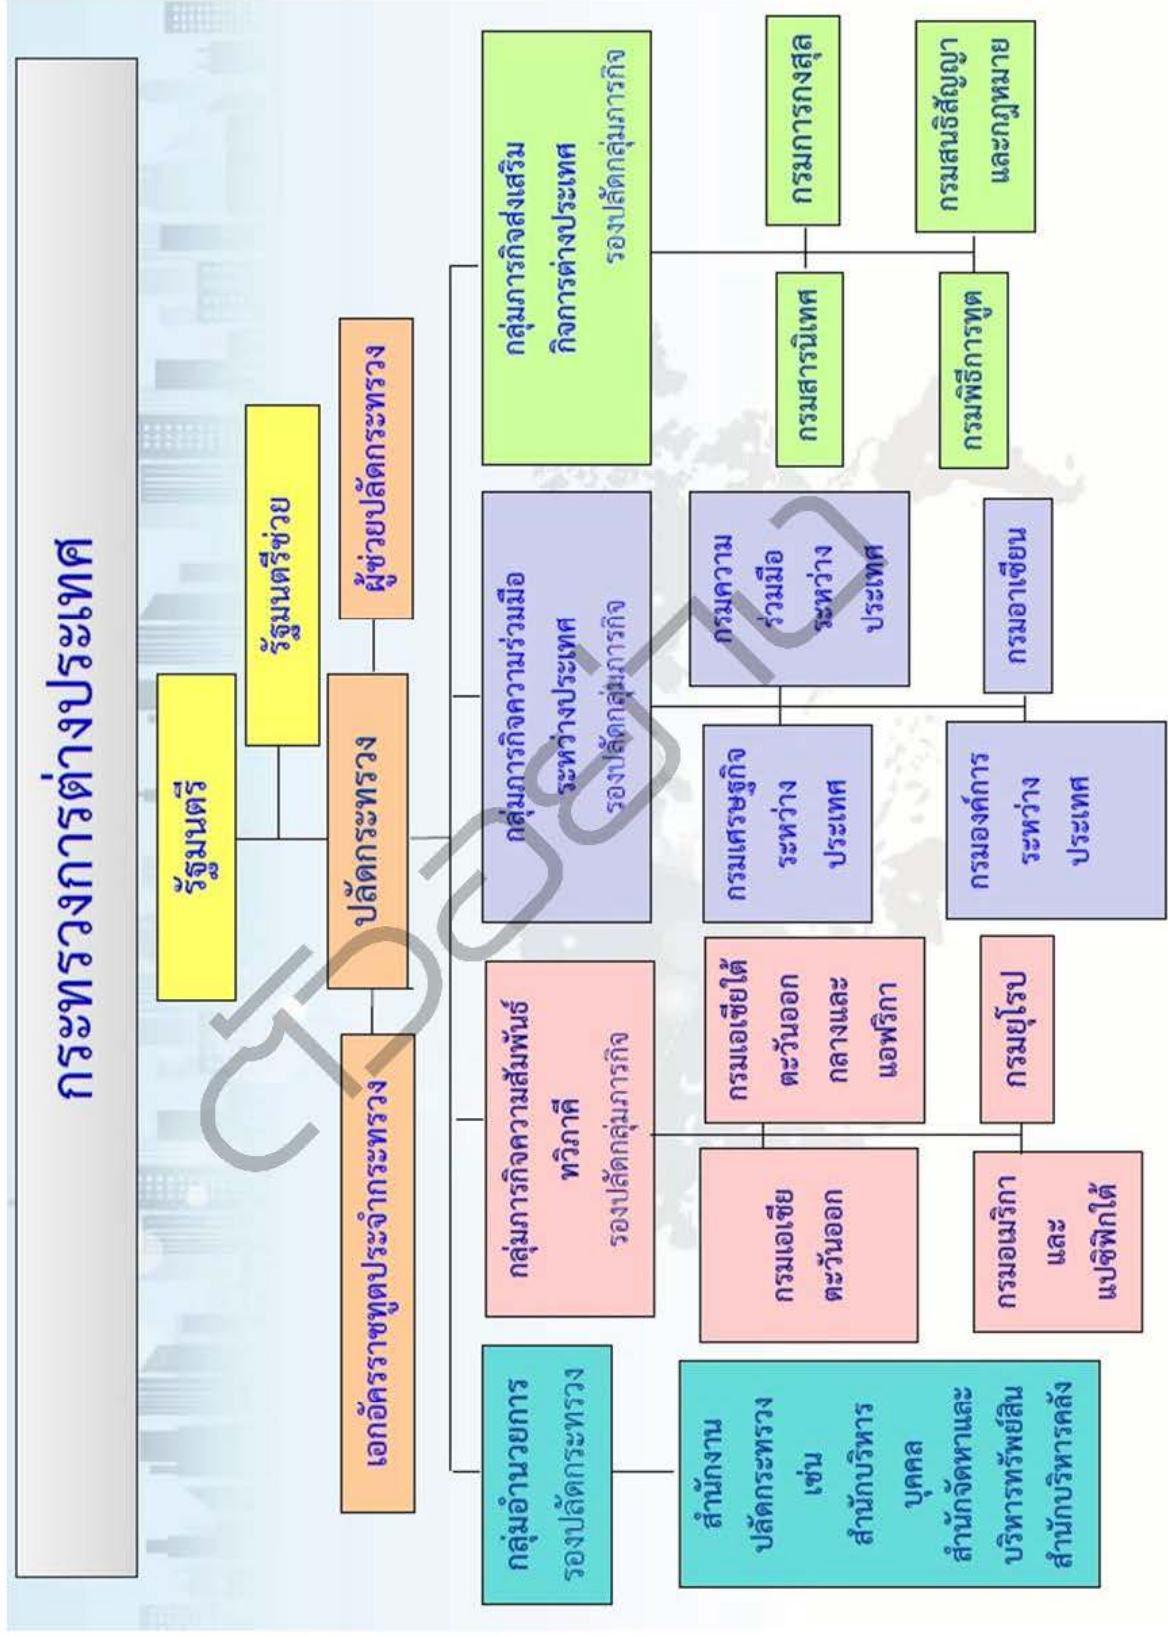 กระทรวงการต่างประเทศ
รัฐมนตรี
รัฐมนตรีช่วย
เอกอัครราชทูตประจำกระทรวง
ปลัดกระทรวง
ผู้ช่วยปลัดกระทรวง
กลุ่มอำนวยการ
รองปลัดกระทรวง
สำนักงาน
ปลัดกระทรวง
เช่น
สำนักบริหาร
บุคคล
สำนักจัดหาและ
บริหารทรัพย์สิน
สำนักบริหารคลัง
กลุ่มภารกิจความสัมพันธ์
ทวิภาคี
รองปลัดกลุ่มภารกิจ
กรมเอเชีย
ตะวันออก
กรมเอเชียใต้
ตะวันออก
กลางและ
แอฟริกา
กรมอเมริกา
และ
แปซิฟิกใต้
กรมยุโรป
กลุ่มภารกิจความร่วมมือ
ระหว่างประเทศ
รองปลัดกลุ่มภารกิจ
กรมเศรษฐกิจ
ระหว่าง
ประเทศ
กรมความ
ร่วมมือ
ระหว่าง
ประเทศ
กรมองค์การ
ระหว่าง
ประเทศ
กรมอาเซียน
กลุ่มภารกิจส่งเสริม
กิจการต่างประเทศ
รองปลัดกลุ่มภารกิจ
กรมสารนิเทศ
กรมการกงสุล
กรมพิธีการทูต
กรมสนธิสัญญา
และกฎหมาย
ตัวอย่าง